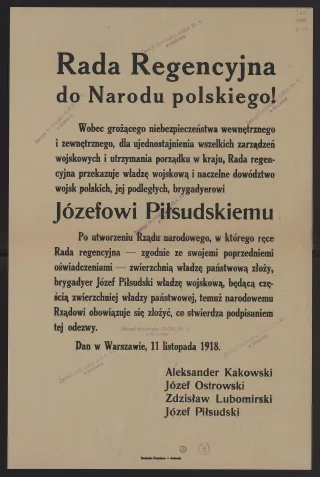 Rada Regencyjna
do Narodu polskiego!
Wobec grożącego niebezpieczeństwa wewnętrznego
i zewnętrznego, dla ujednostajnienia wszelkich zarządzeń
wojskowych i utrzymania porządku w kraju, Rada regen-
cyjna przekazuje władzę wojskową i naczelne dowództwo
wojsk polskich, jej podległych, brygadyerowi
Józefowi Piłsudskiemu
Po utworzeniu Rządu narodowego, w którego ręce
Rada regencyjna — zgodnie ze swojemi poprzedniemi
oświadczeniami — zwierzchnią władzę państwową złoży,
brygadyer Józef Piłsudski władzę wojskową, będącą czę-
ścią zwierzchniej władzy państwowej, temuż narodowemu
Rządowi obowiązuje się złożyć, co stwierdza podpisaniem
tej odezwy.
Dan w Warszawie, 11 listopada 1918.
Aleksander Kakowski
Józef Ostrowski
Zdzisław Lubomirski
Józef Piłsudski